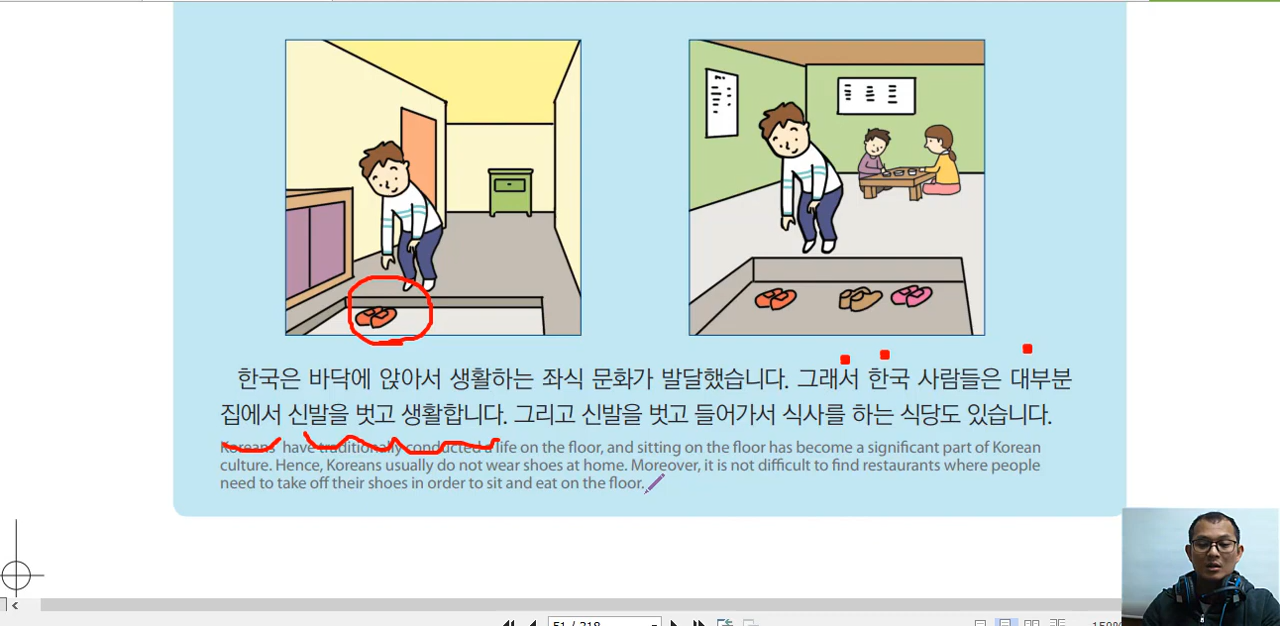 한국은 바닥에 앉아서 생활하는 좌식 문화가 발달했습니다. 그래서 한국 사람들은 대부분
집에서 신발을 벗고 생활합니다. 그리고 신발을 벗고 들어가서 식사를 하는 식당도 있습니다.
Koreans have traditionally conducted a life on the floor, and sitting on the floor has become a significant part of Korean
culture. Hence, Koreans usually do not wear shoes at home. Moreover, it is not difficult to find restaurants where people
need to take off their shoes in order to sit and eat on the floor.
51 / 218